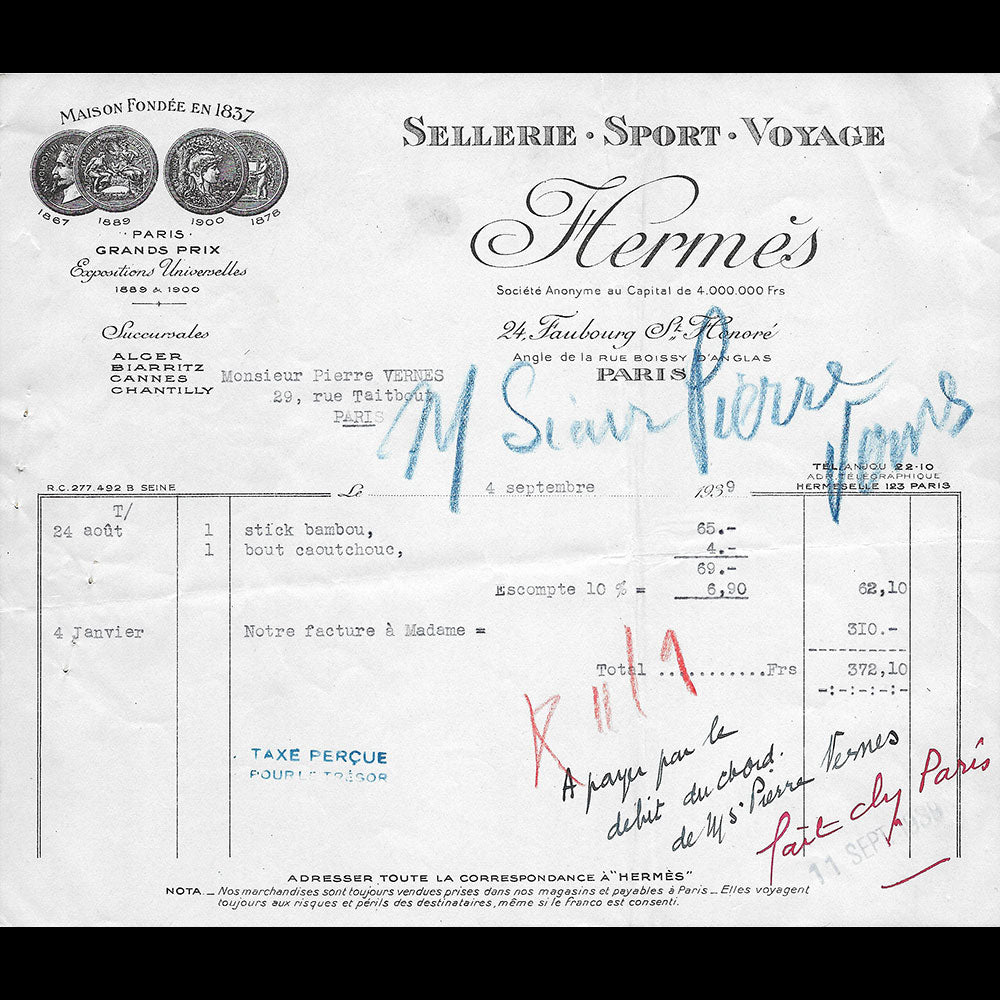 MAISON FONDÉE EN 1837
1867 1889 1900 1878
· PARIS ·
GRANDS PRIX
Expositions Universelles
1889 & 1900
Succursales
ALGER
BIARRITZ
CANNES
CHANTILLY
SELLERIE · SPORT · VOYAGE
Hermès
Société Anonyme au Capital de 4.000.000 Frs
24, Faubourg St. Honoré
Angle de la RUE BOISSY D'ANGLAS
PARIS
Monsieur Pierre VERNES
29, rue Taitbout
PARIS
M Sieur Pierre
Vernes
TEL. ANJOU 22-10
ADR. TÉLÉGRAPHIQUE
HERMESELLE 123 PARIS
R.C. 277.492 B SEINE
Le 4 septembre 1939
T/
24 août 1 stick bambou, 65.-
1 bout caoutchouc, 4.-
69.-
Escompte 10 % = 6,90 62,10
4 Janvier Notre facture à Madame = 310.-
Total ...........Frs 372,10
-:-:-:-:-
TAXE PERÇUE
POUR LE TRÉSOR
A payer par le
débit du
de Mr Pierre Vernes
fait Paris
11 SEPT 1939
ADRESSER TOUTE LA CORRESPONDANCE À "HERMÈS"
NOTA. _ Nos marchandises sont toujours vendues prises dans nos magasins et payables à Paris _ Elles voyagent
toujours aux risques et périls des destinataires, même si le franco est consenti.